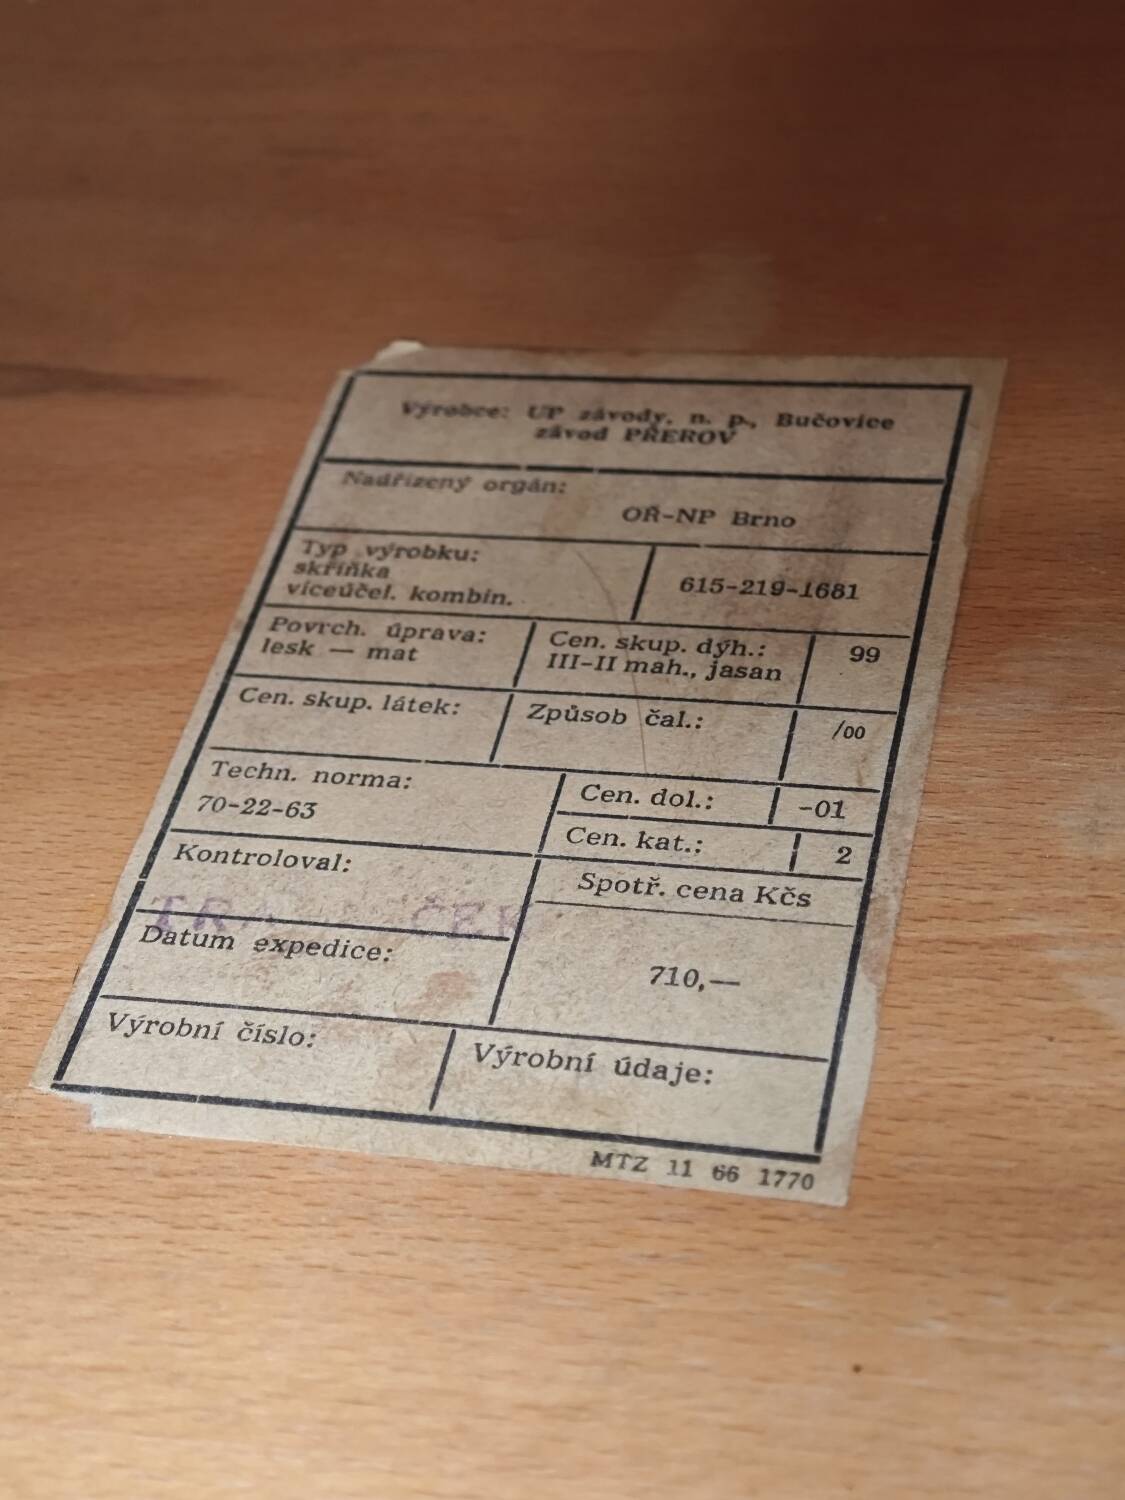 Výrobce: UP závody, n. p., Bučovice
závod PŘEROV
Nadřízený orgán:
OŘ-NP Brno
Typ výrobku:
skříňka
víceúčel. kombin.
615-219-1681
Povrch. úprava:
lesk — mat
Cen. skup. dýh.:
III-II mah., jasan
99
Cen. skup. látek:
Způsob čal.:
/00
Techn. norma:
70-22-63
Cen. dol.:
-01
Cen. kat.:
2
Kontroloval:
Spotř. cena Kčs
710,—
Datum expedice:
Výrobní číslo:
Výrobní údaje:
MTZ 11 66 1770